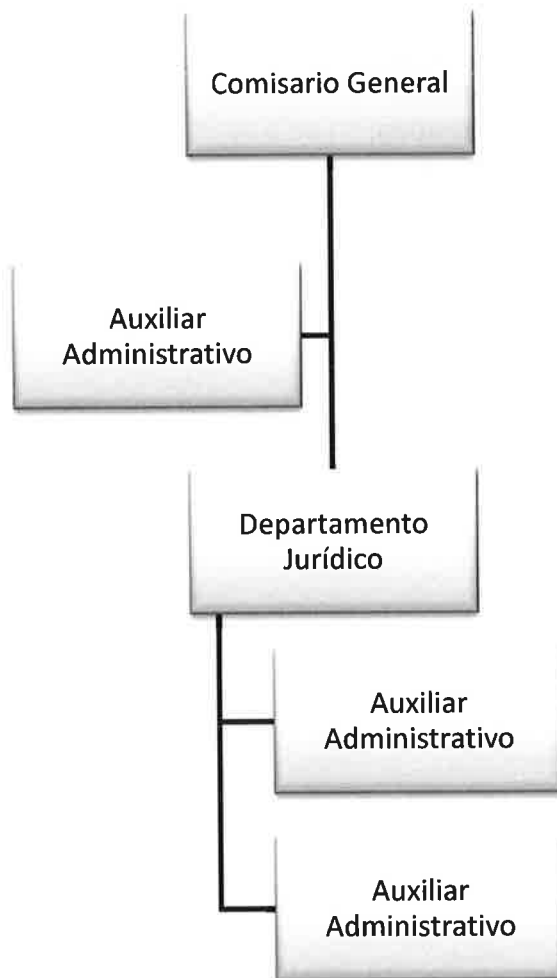 Comisario General
Auxiliar
Administrativo
Departamento
Jurídico
Auxiliar
Administrativo
Auxiliar
Administrativo